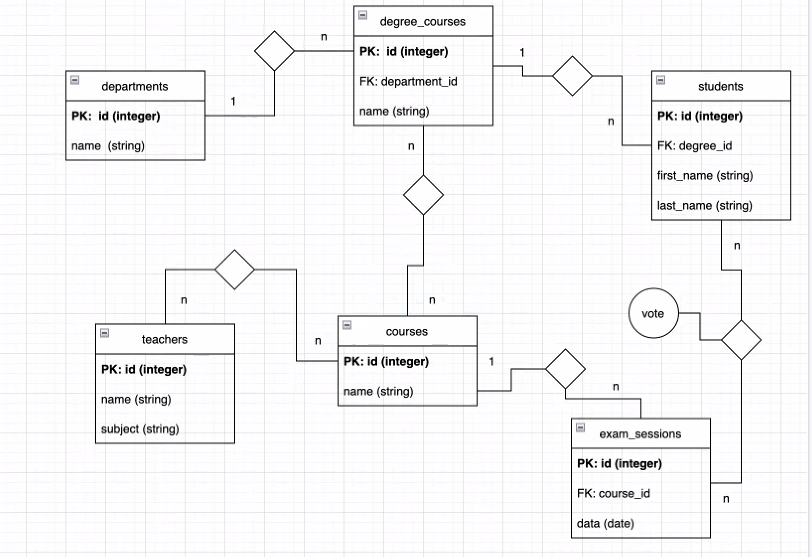 degree_courses
PK: id (integer)
FK: department_id
name (string)
n
1
departments
PK: id (integer)
name (string)
1
n
students
PK: id (integer)
FK: degree_id
first_name (string)
last_name (string)
n
n
n
n
vote
teachers
PK: id (integer)
name (string)
subject (string)
n
courses
PK: id (integer)
name (string)
1
n
exam_sessions
PK: id (integer)
FK: course_id
data (date)
n